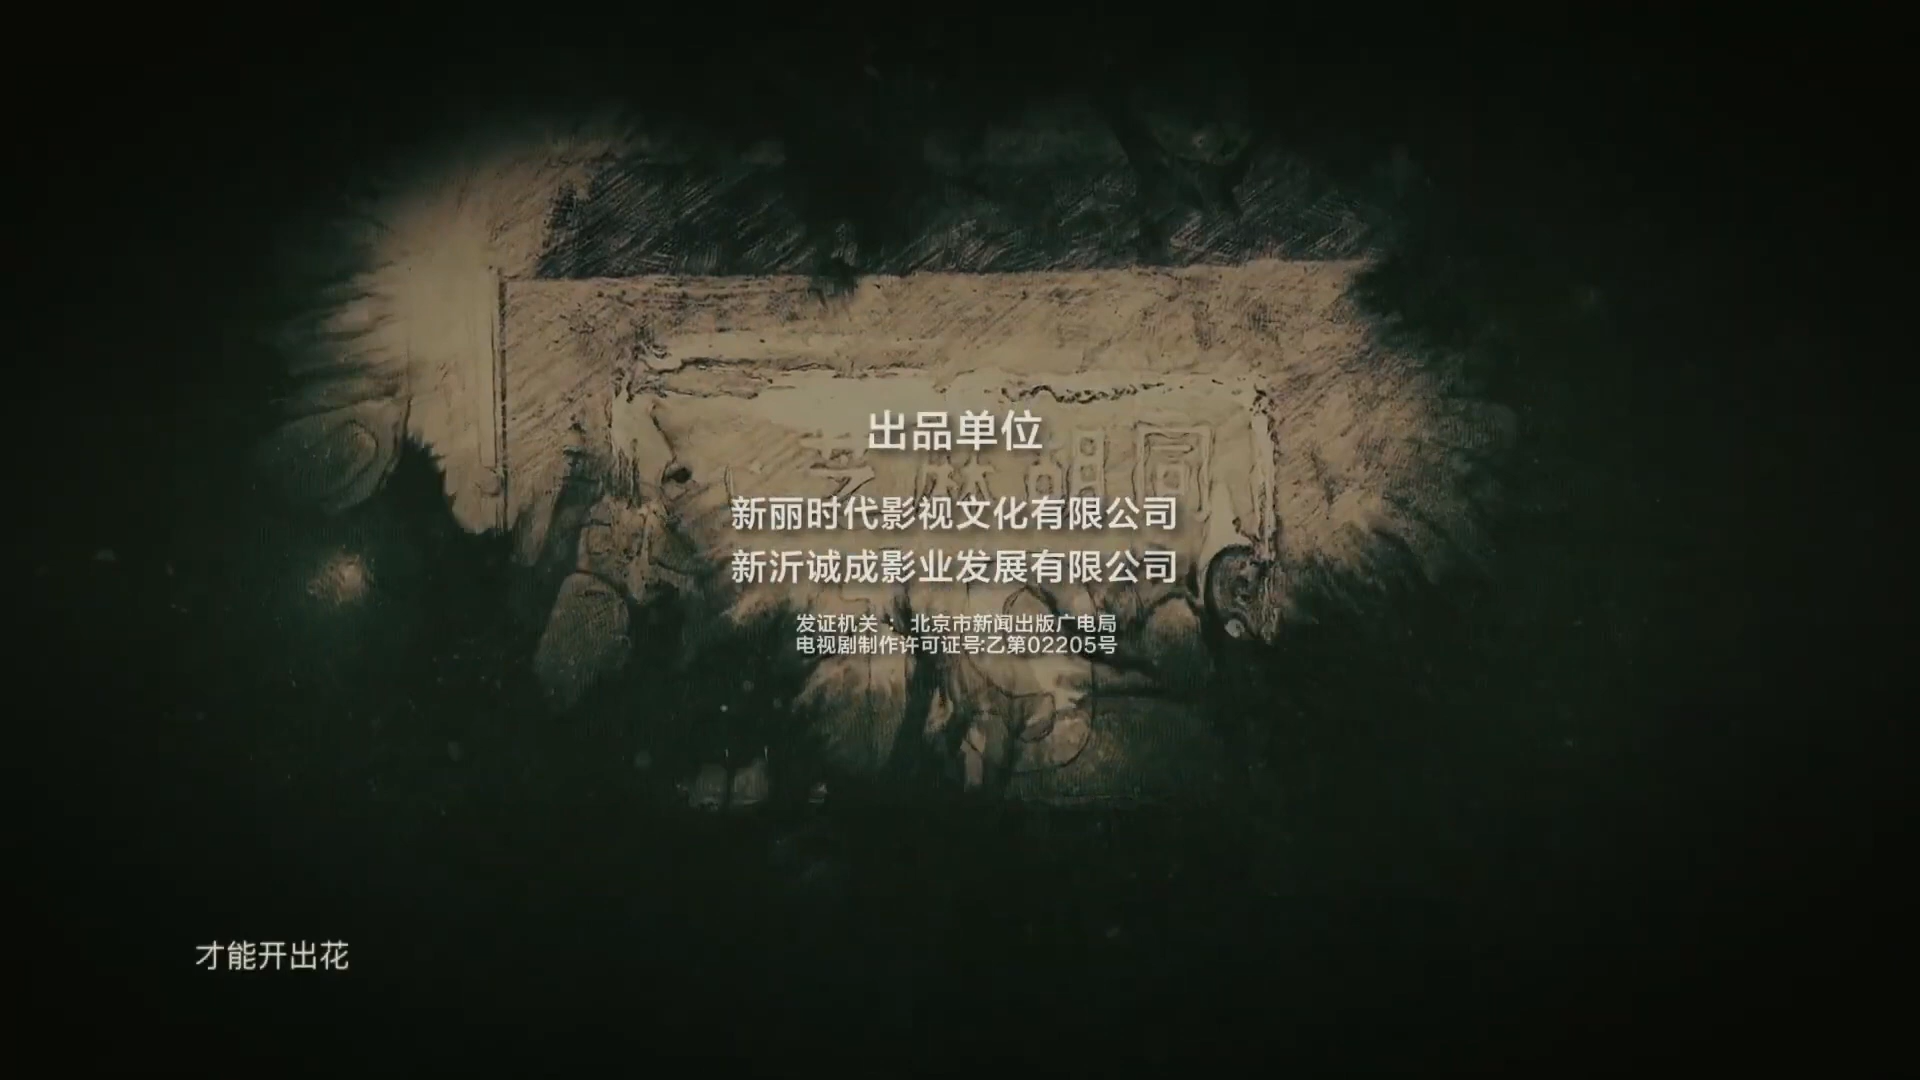 出品单位
胡同
新丽时代影视文化有限公司
新沂诚成影业发展有限公司
发证机关 ： 北京市新闻出版广电局
电视剧制作许可证号:乙第02205号
才能开出花